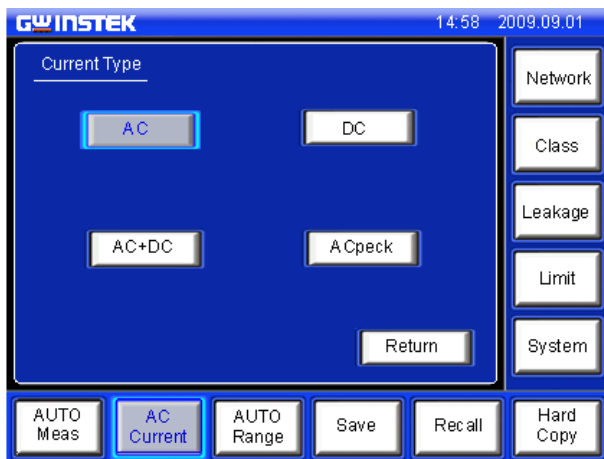 GWINSTEK 14:58 2009.09.01
Current Type
AC
DC
AC+DC
ACpeck
Return
Network
Class
Leakage
Limit
System
AUTO
Meas
AC
Current
AUTO
Range
Save
Recall
Hard
Copy